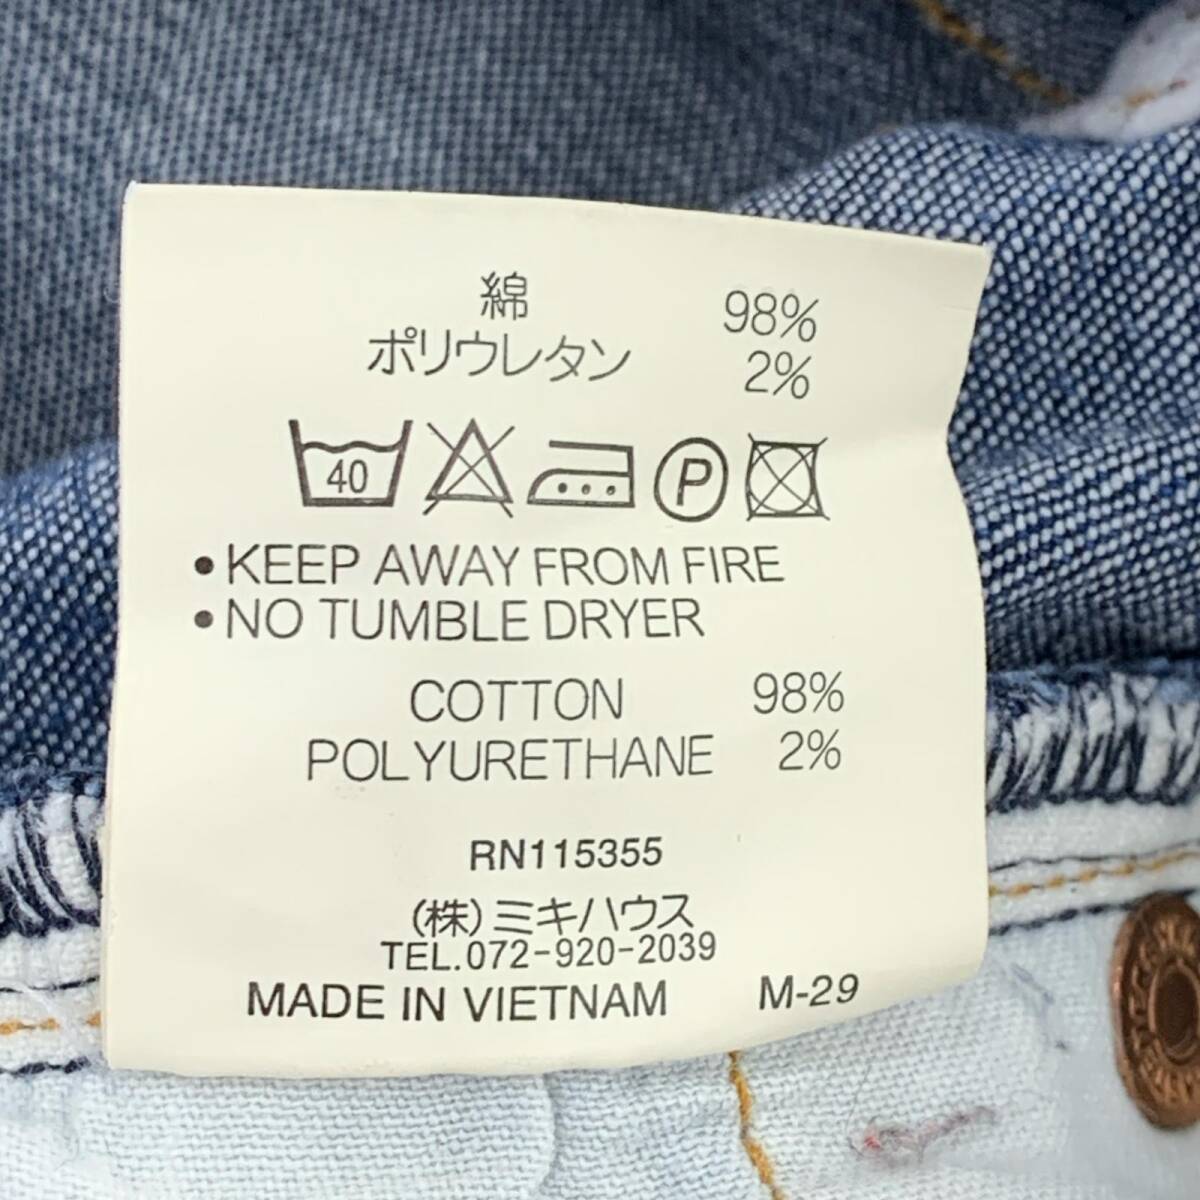 綿 98%
ポリウレタン 2%
40 P
•KEEP AWAY FROM FIRE
•NO TUMBLE DRYER
COTTON 98%
POLYURETHANE 2%
RN115355
(株)ミキハウス
TEL.072-920-2039
MADE IN VIETNAM M-29